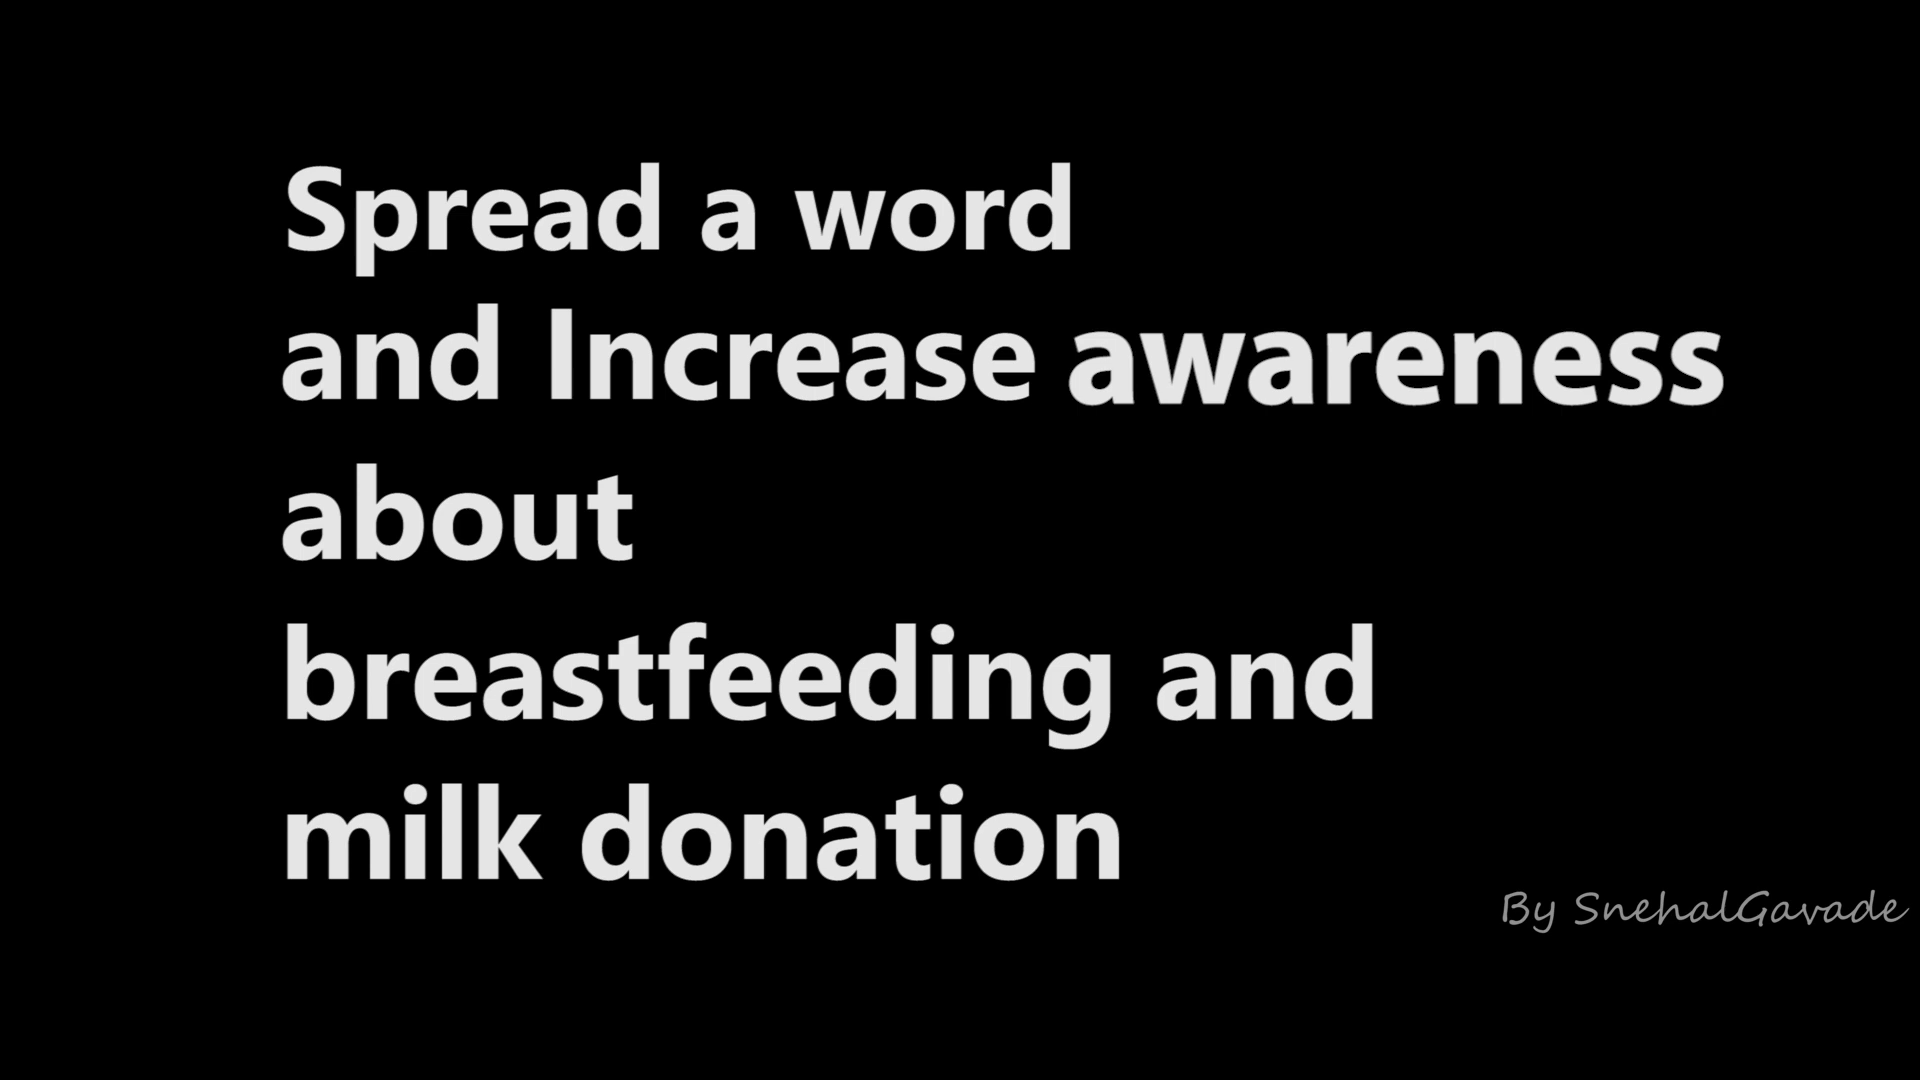 Spread a word
and Increase awareness
about
breastfeeding and
milk donation
By SnehalGavade